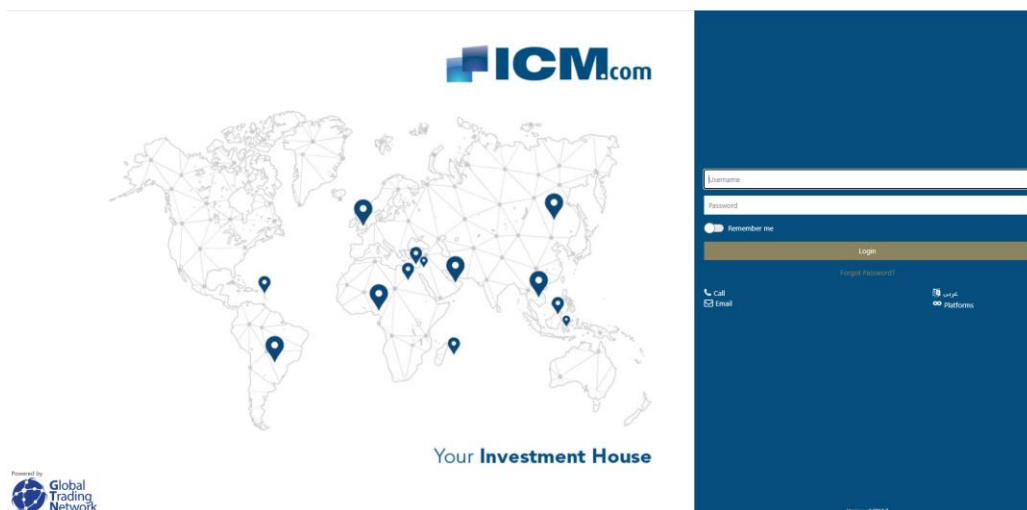 ICM.com
Username
Password
Remember me
Login
Forgot Password?
Call
عربي
Email
Platforms
Your Investment House
Powered by
Global
Trading
Network